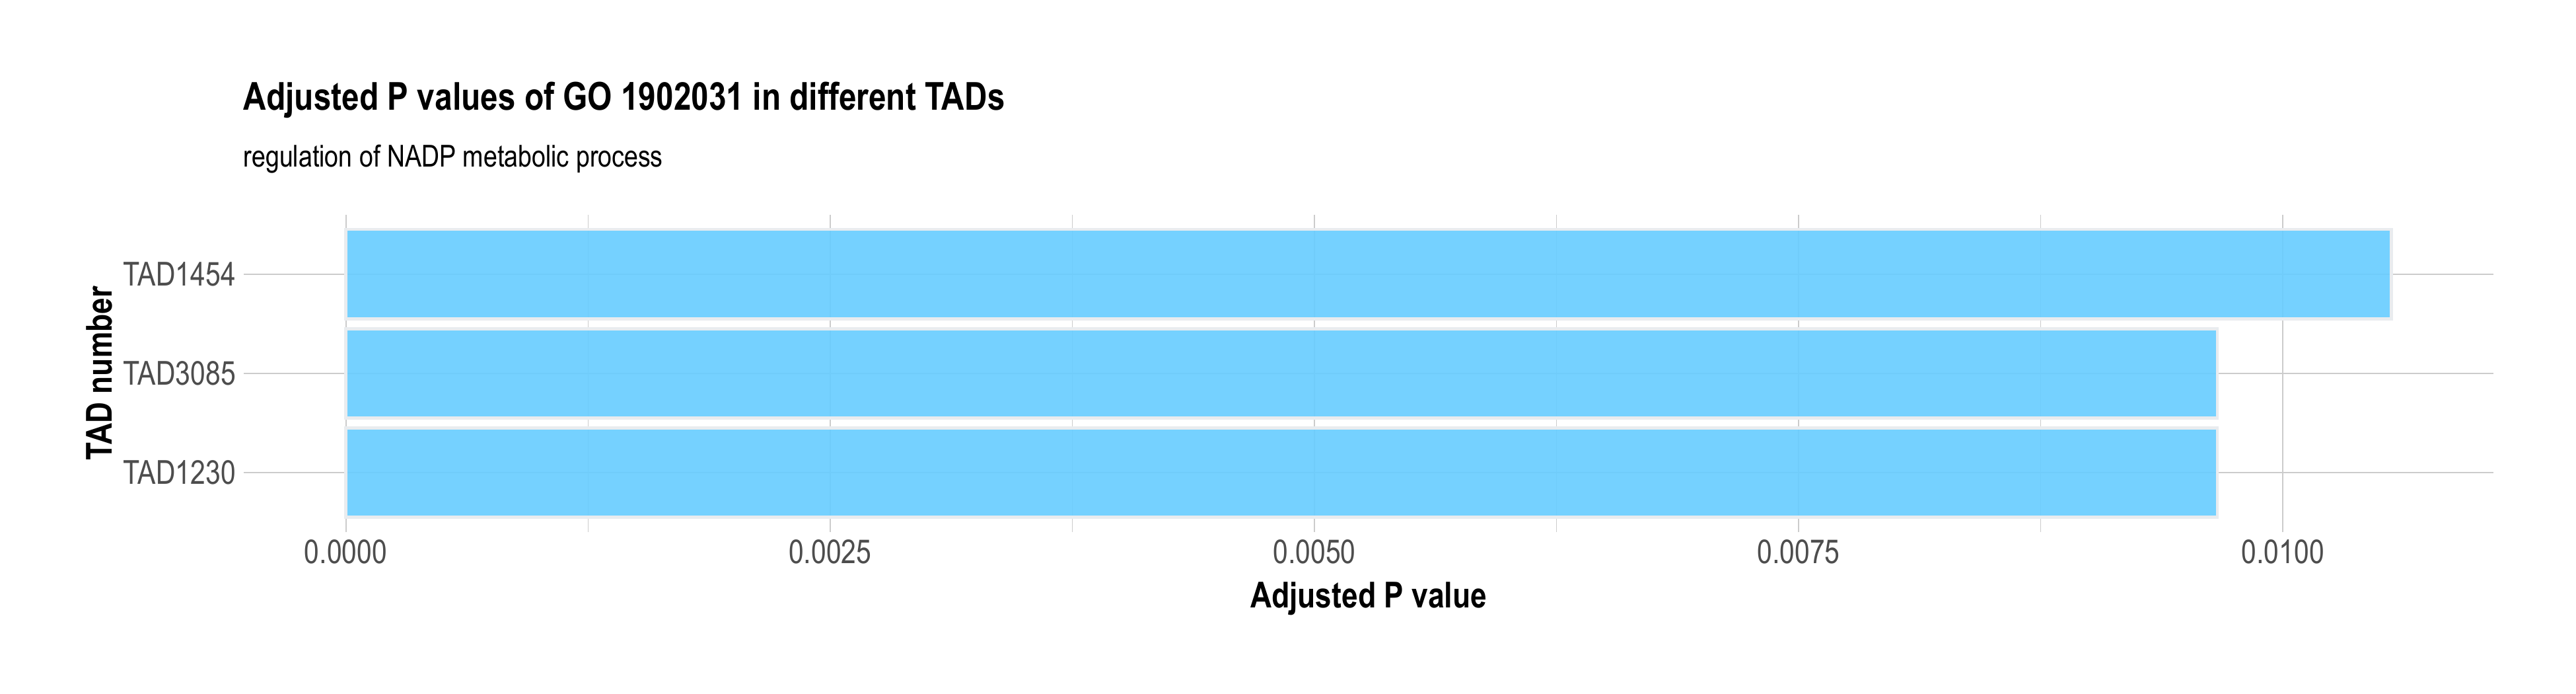 Adjusted P values of GO 1902031 in different TADs
regulation of NADP metabolic process
TAD number
TAD1454
TAD3085
TAD1230
0.0000 0.0025 0.0050 0.0075 0.0100
Adjusted P value